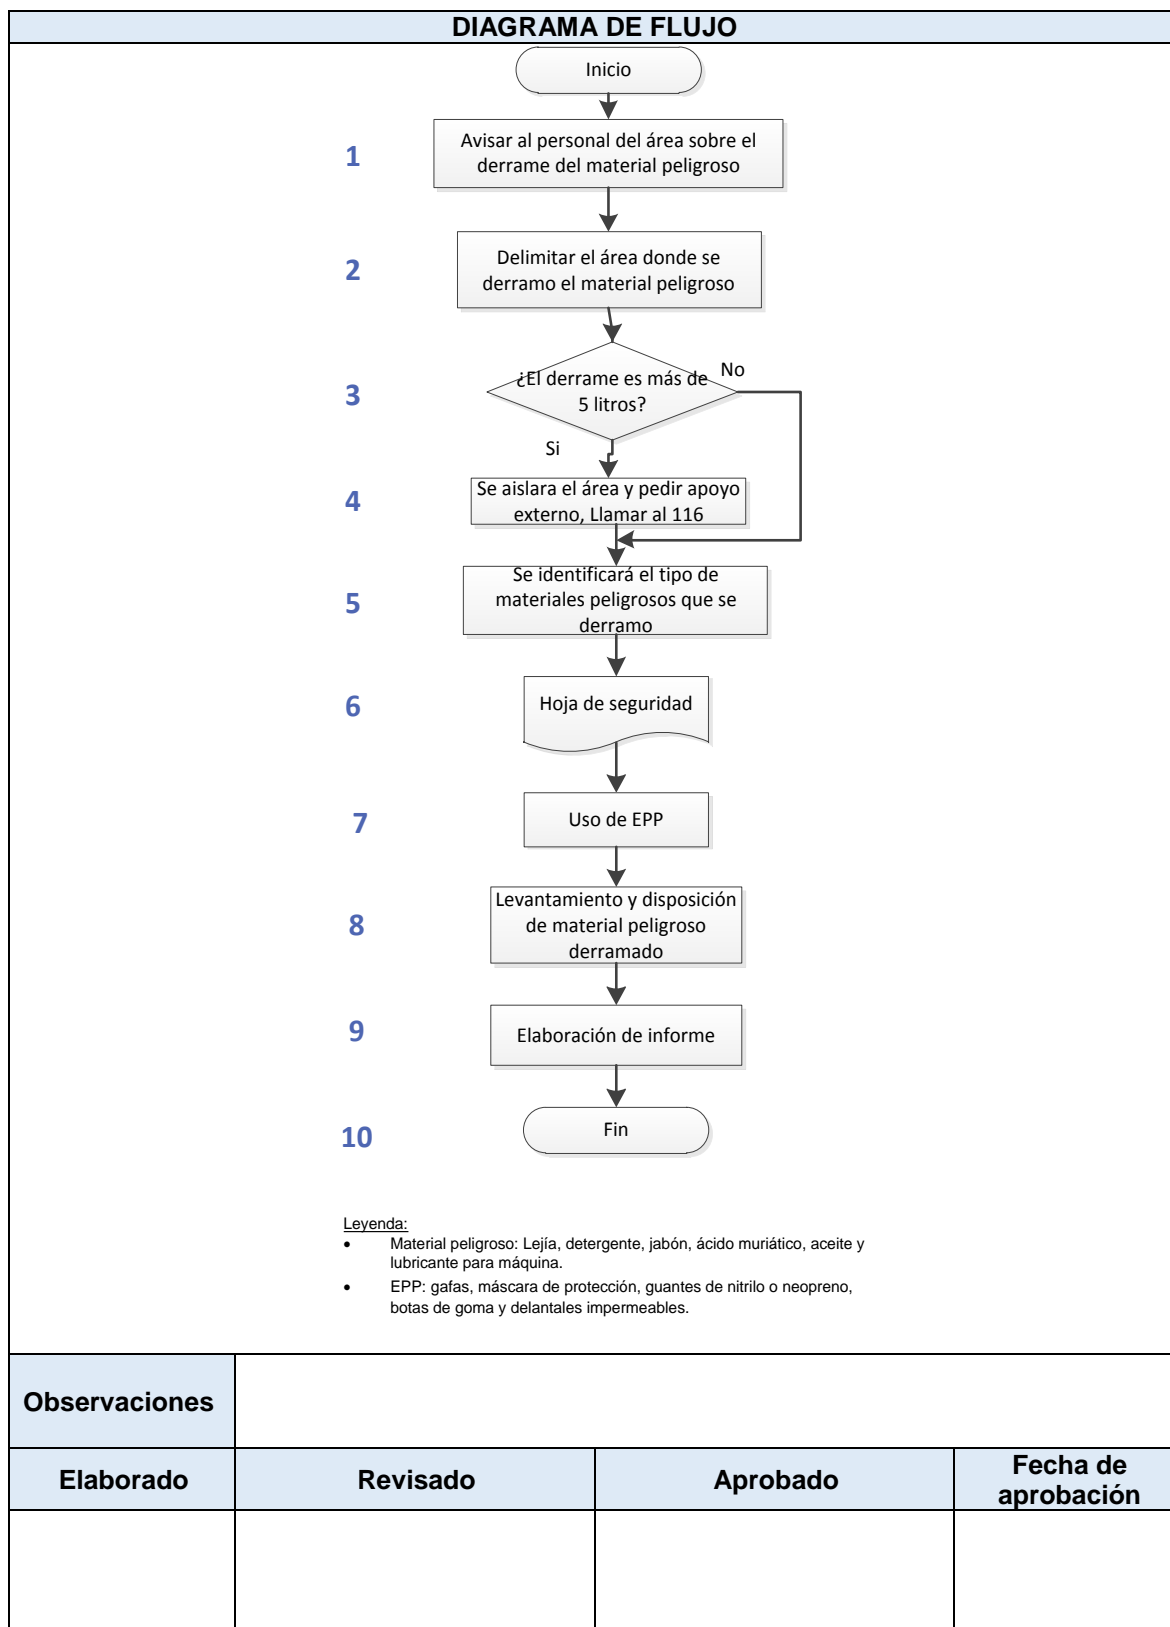 DIAGRAMA DE FLUJO
Inicio
1
Avisar al personal del área sobre el
derrame del material peligroso
2
Delimitar el área donde se
derramo el material peligroso
3
¿El derrame es más de
5 litros?
No
Si
4
Se aislara el área y pedir apoyo
externo, Llamar al 116
5
Se identificará el tipo de
materiales peligrosos que se
derramo
6
Hoja de seguridad
7
Uso de EPP
8
Levantamiento y disposición
de material peligroso
derramado
9
Elaboración de informe
10
Fin
Leyenda:
• Material peligroso: Lejía, detergente, jabón, ácido muriático, aceite y
lubricante para máquina.
• EPP: gafas, máscara de protección, guantes de nitrilo o neopreno,
botas de goma y delantales impermeables.
Observaciones
Elaborado
Revisado
Aprobado
Fecha de
aprobación